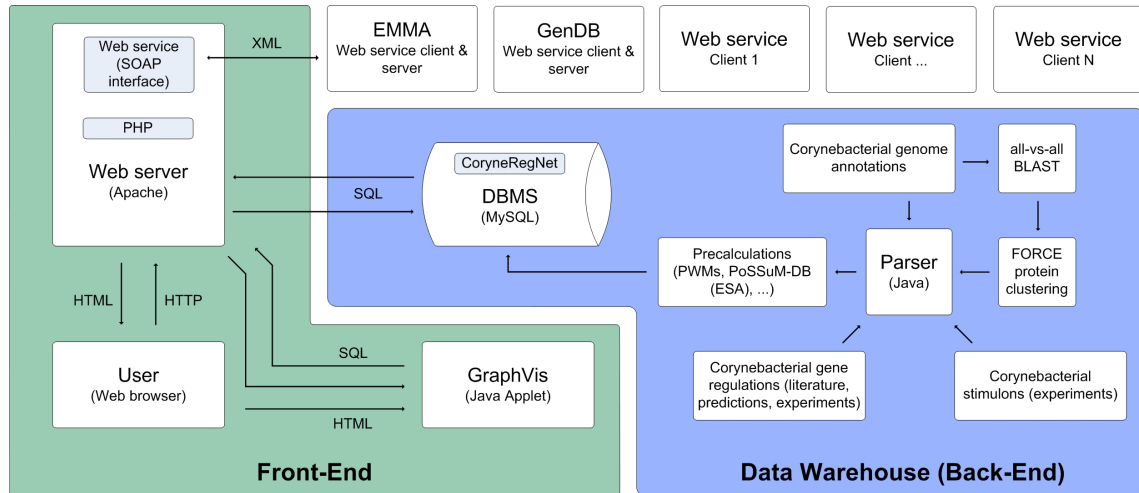 Web service
(SOAP
interface)
PHP
Web server
(Apache)
XML
EMMA
Web service client &
server
GenDB
Web service client &
server
Web service
Client 1
Web service
Client ...
Web service
Client N
SQL
CoryneRegNet
DBMS
(MySQL)
Corynebacterial genome
annotations
all-vs-all
BLAST
Precalculations
(PWMs, PoSSuM-DB
(ESA), ...)
Parser
(Java)
FORCE
protein
clustering
HTML
HTTP
User
(Web browser)
SQL
HTML
GraphVis
(Java Applet)
Corynebacterial gene
regulations (literature,
predictions, experiments)
Corynebacterial
stimulons (experiments)
Front-End
Data Warehouse (Back-End)